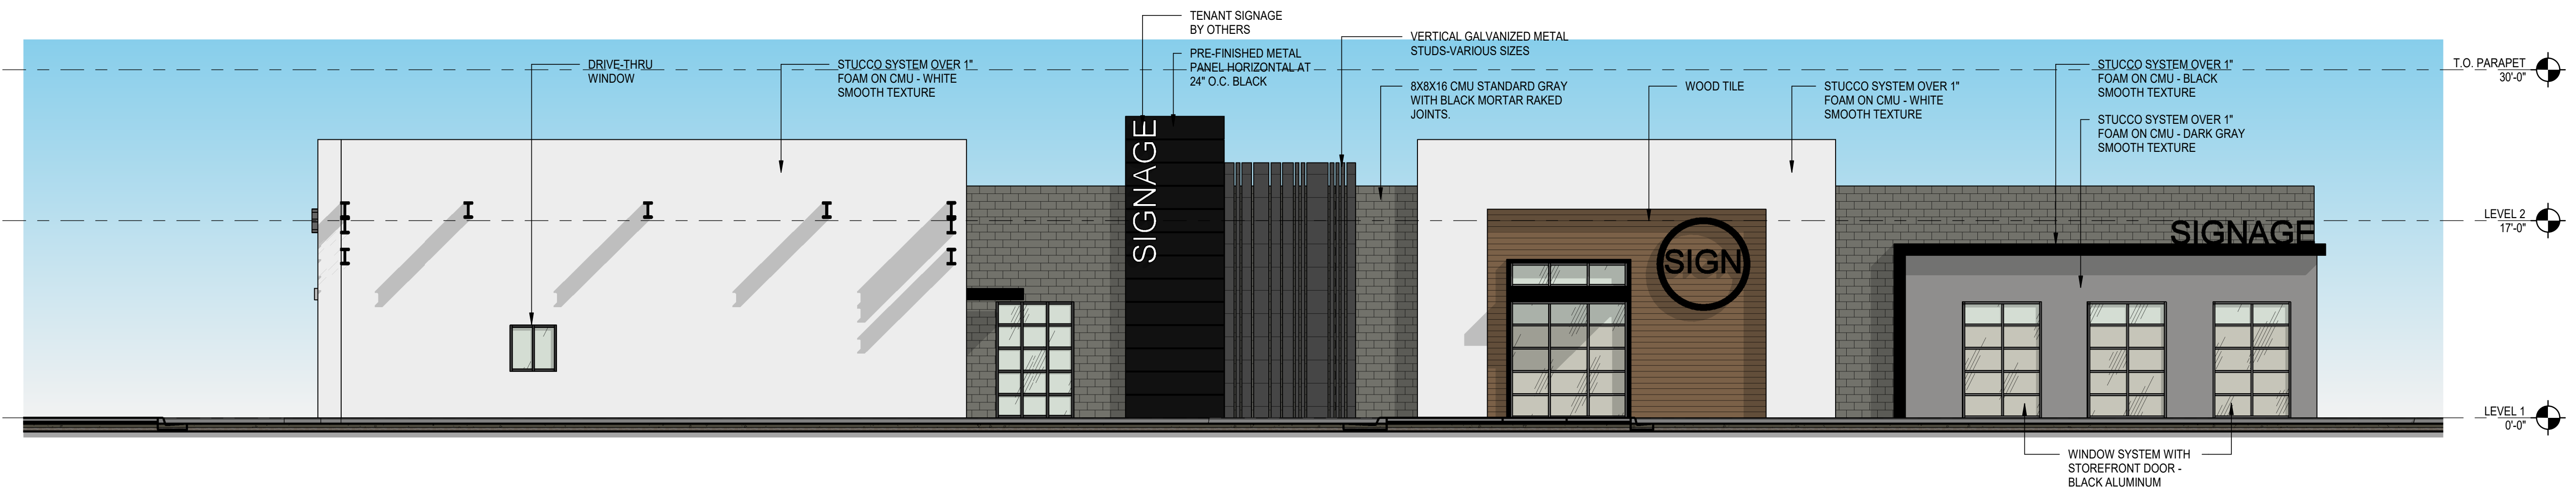 TENANT SIGNAGE
BY OTHERS
DRIVE-THRU
WINDOW
STUCCO SYSTEM OVER 1"
FOAM ON CMU - WHITE
SMOOTH TEXTURE
PRE-FINISHED METAL
PANEL HORIZONTAL AT
24" O.C. BLACK
VERTICAL GALVANIZED METAL
STUDS-VARIOUS SIZES
8X8X16 CMU STANDARD GRAY
WITH BLACK MORTAR RAKED
JOINTS.
WOOD TILE
STUCCO SYSTEM OVER 1"
FOAM ON CMU - WHITE
SMOOTH TEXTURE
STUCCO SYSTEM OVER 1"
FOAM ON CMU - BLACK
SMOOTH TEXTURE
STUCCO SYSTEM OVER 1"
FOAM ON CMU - DARK GRAY
SMOOTH TEXTURE
T.O. PARAPET
30'-0"
SIGNAGE
SIGN
SIGNAGE
LEVEL 2
17'-0"
LEVEL 1
0'-0"
WINDOW SYSTEM WITH
STOREFRONT DOOR -
BLACK ALUMINUM